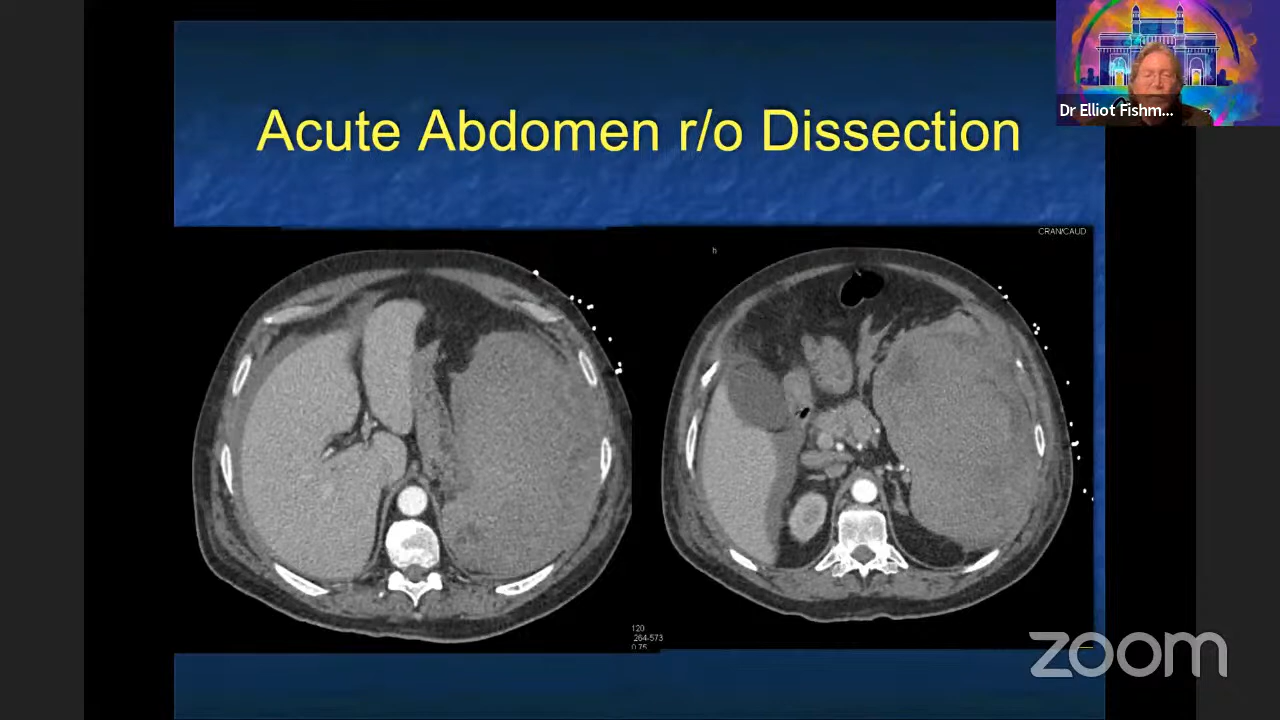 Dr Elliot Fishm...
Acute Abdomen r/o Dissection
CRAN/CAUD
h
120
264-573
0.75
zoom